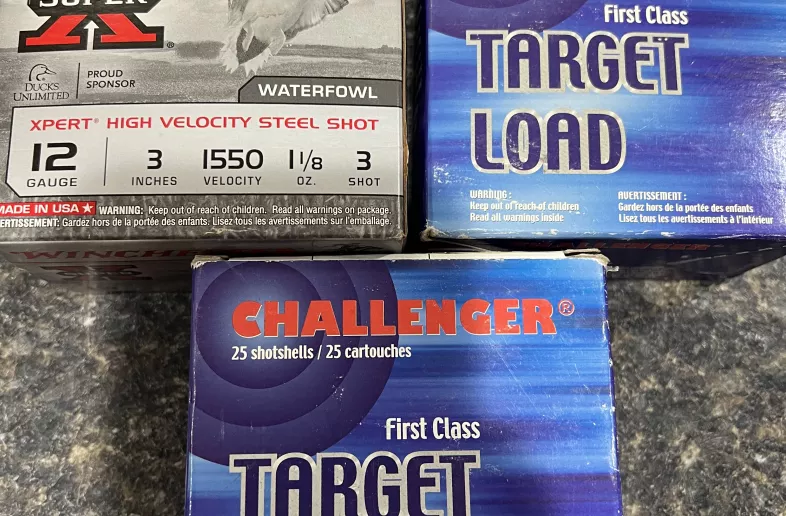 SUPER
X®
DUCKS
UNLIMITED
PROUD
SPONSOR
WATERFOWL
XPERT® HIGH VELOCITY STEEL SHOT
12 3 1550 1 1/8 3
GAUGE INCHES VELOCITY OZ. SHOT
MADE IN USA ★ WARNING: Keep out of reach of children. Read all warnings on package.
ERTISSEMENT: Gardez hors de la portée des enfants. Lisez tous les avertissements sur l'emballage.
WINCHE
First Class
TARGET
LOAD
WARNING:
Keep out of reach of children
Read all warnings inside
AVERTISSEMENT:
Gardez hors de la portée des enfants
Lisez tous les avertissements à l'intérieur
CHALLENGER®
25 shotshells / 25 cartouches
First Class
TARGET